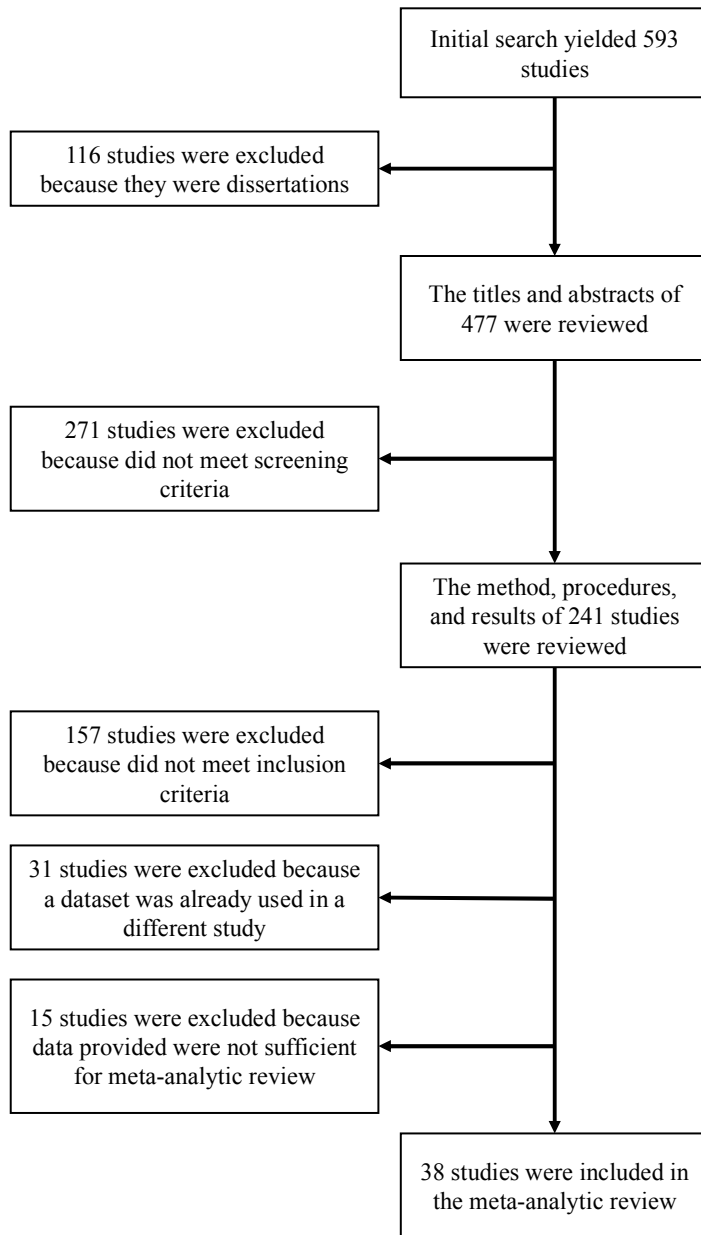 Initial search yielded 593
studies
116 studies were excluded
because they were dissertations
The titles and abstracts of
477 were reviewed
271 studies were excluded
because did not meet screening
criteria
The method, procedures,
and results of 241 studies
were reviewed
157 studies were excluded
because did not meet inclusion
criteria
31 studies were excluded because
a dataset was already used in a
different study
15 studies were excluded because
data provided were not sufficient
for meta-analytic review
38 studies were included in
the meta-analytic review